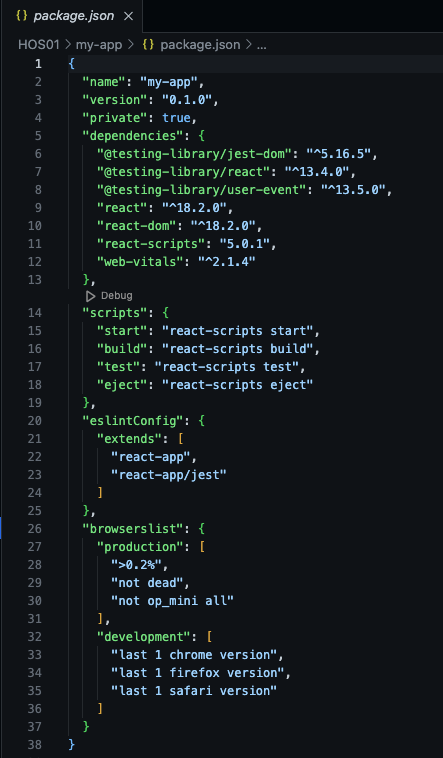 {} package.json ×
HOS01 > my-app > {} package.json > ...
1 {
2 "name": "my-app",
3 "version": "0.1.0",
4 "private": true,
5 "dependencies": {
6 "@testing-library/jest-dom": "^5.16.5",
7 "@testing-library/react": "^13.4.0",
8 "@testing-library/user-event": "^13.5.0",
9 "react": "^18.2.0",
10 "react-dom": "^18.2.0",
11 "react-scripts": "5.0.1",
12 "web-vitals": "^2.1.4"
13 },
Debug
14 "scripts": {
15 "start": "react-scripts start",
16 "build": "react-scripts build",
17 "test": "react-scripts test",
18 "eject": "react-scripts eject"
19 },
20 "eslintConfig": {
21 "extends": [
22 "react-app",
23 "react-app/jest"
24 ]
25 },
26 "browserslist": {
27 "production": [
28 ">0.2%",
29 "not dead",
30 "not op_mini all"
31 ],
32 "development": [
33 "last 1 chrome version",
34 "last 1 firefox version",
35 "last 1 safari version"
36 ]
37 }
38 }